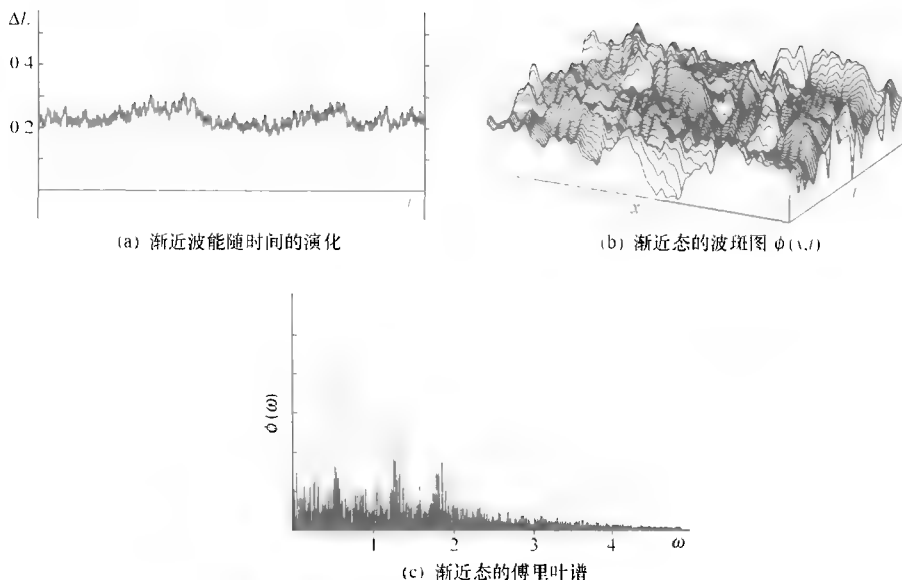 ΔL
0.4
0.2
t
(a) 渐近波能随时间的演化
x
t
(b) 渐近态的波斑图 ϕ(x,t)
ϕ(ω)
1 2 3 4 ω
(c) 渐近态的傅里叶谱